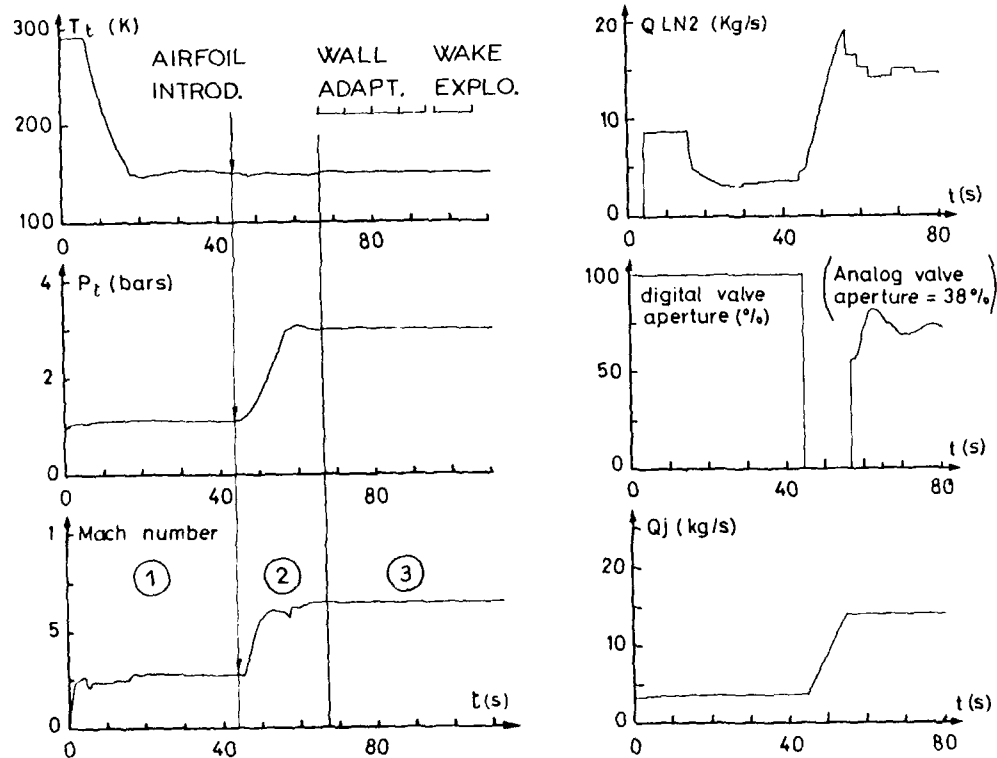 T_t (K)
300
200
100
0 40 80
AIRFOIL
INTROD.
WALL
ADAPT.
WAKE
EXPLO.
P_t (bars)
4
2
0
0 40 80
Mach number
1
5
0
1 2 3
t (s)
0 40 80
Q LN2 (Kg/s)
20
10
0
t (s)
0 40 80
100
50
0
digital valve
aperture (%)
(Analog valve
aperture = 38 %)
t (s)
0 40 80
Qj (kg/s)
20
10
0
t (s)
0 40 80